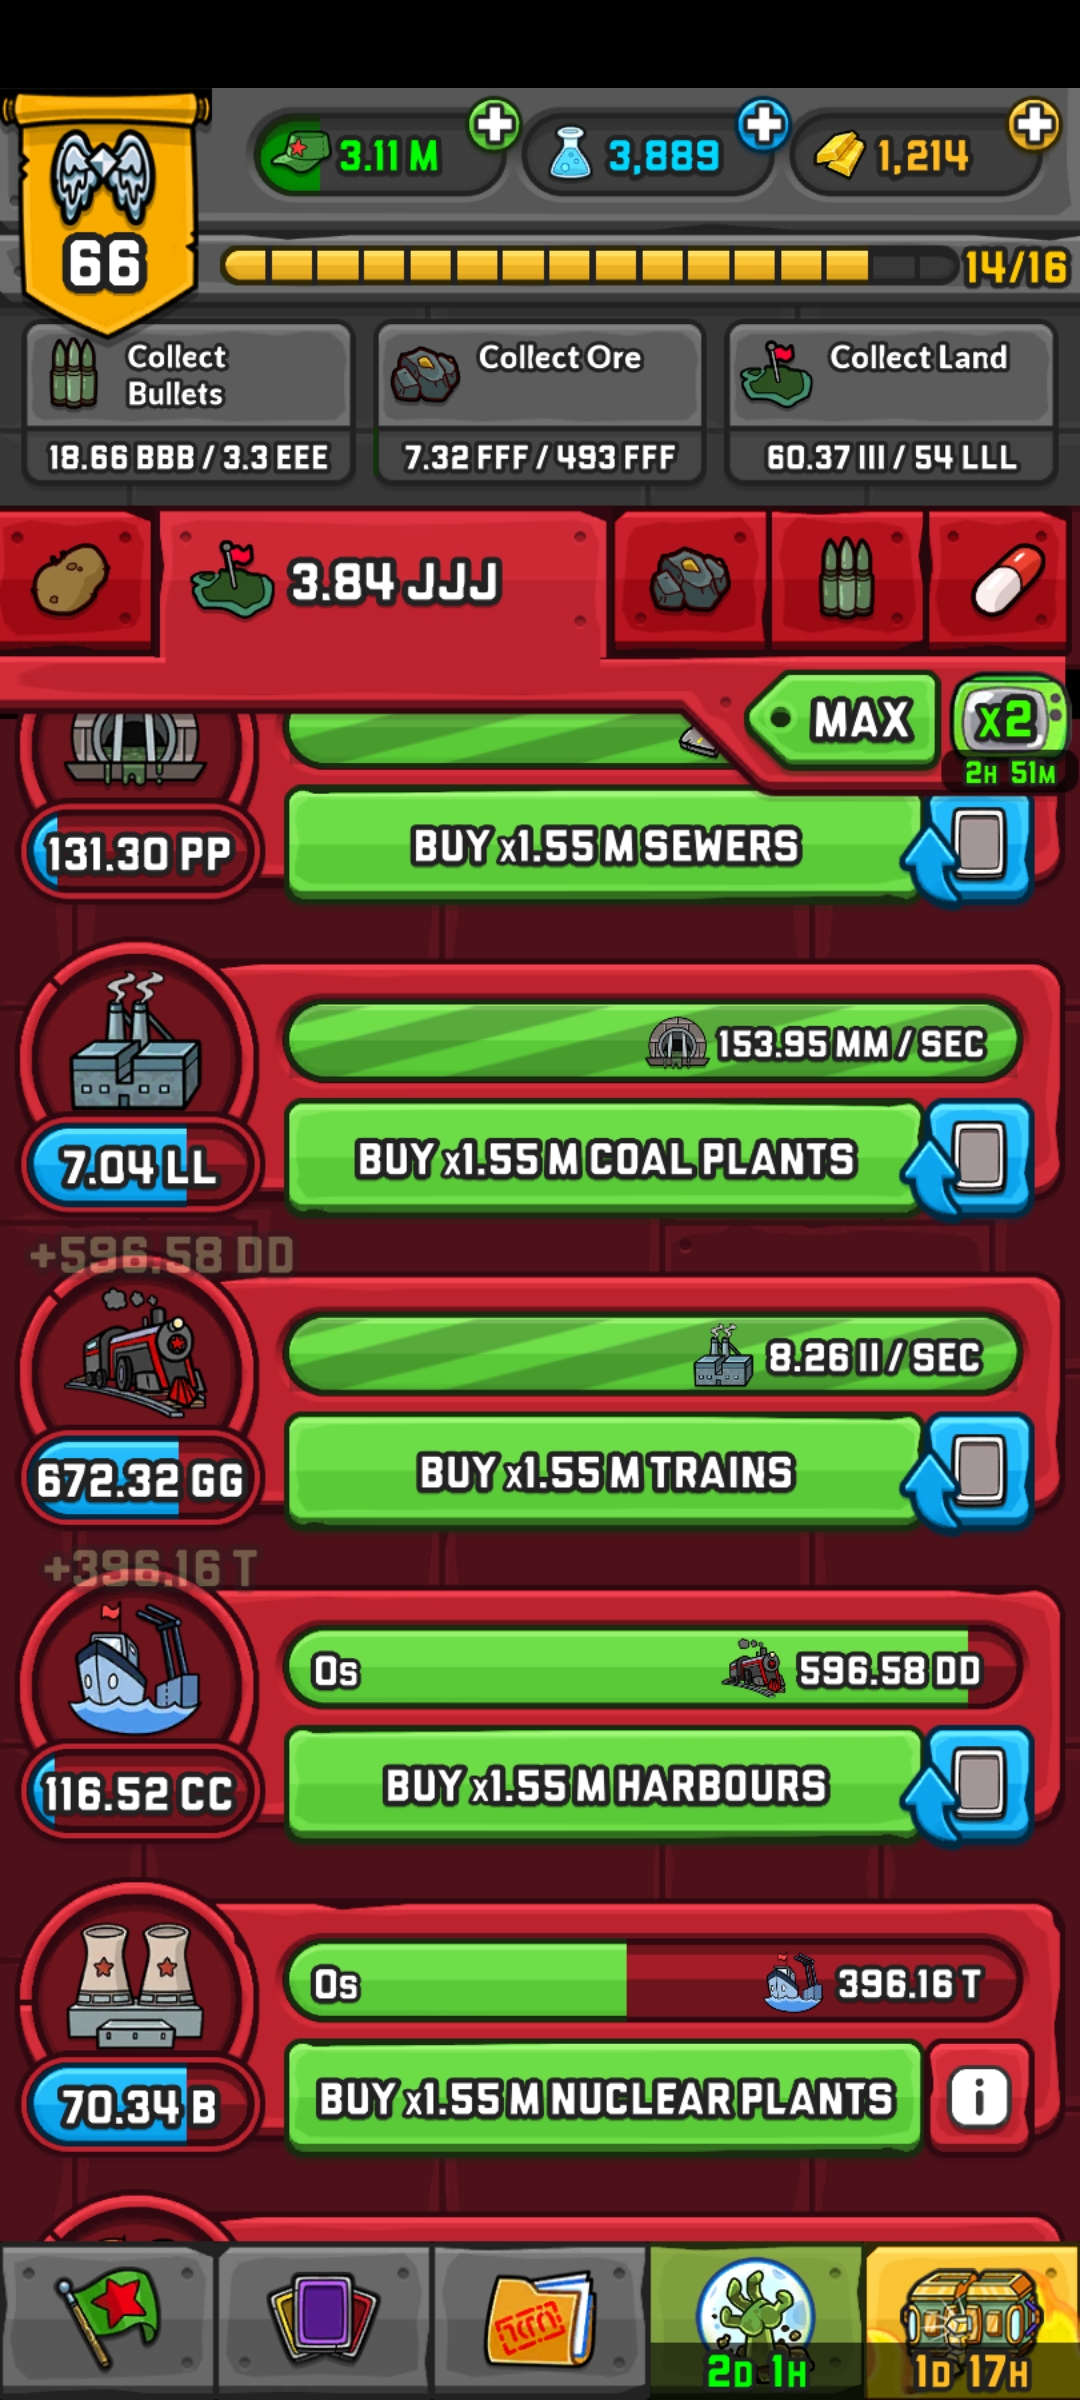 3.11 M
3,889
1,214
66
14/16
Collect
Bullets
18.66 BBB / 3.3 EEE
Collect Ore
7.32 FFF / 493 FFF
Collect Land
60.37 III / 54 LLL
3.84 JJJ
MAX
x2
2H 51M
131.30 PP
BUY x1.55 M SEWERS
153.95 MM / SEC
7.04 LL
BUY x1.55 M COAL PLANTS
+596.58 DD
8.26 II / SEC
672.32 GG
BUY x1.55 M TRAINS
+396.16 T
0s
596.58 DD
116.52 CC
BUY x1.55 M HARBOURS
0s
396.16 T
70.34 B
BUY x1.55 M NUCLEAR PLANTS
i
2D 1H
1D 17H